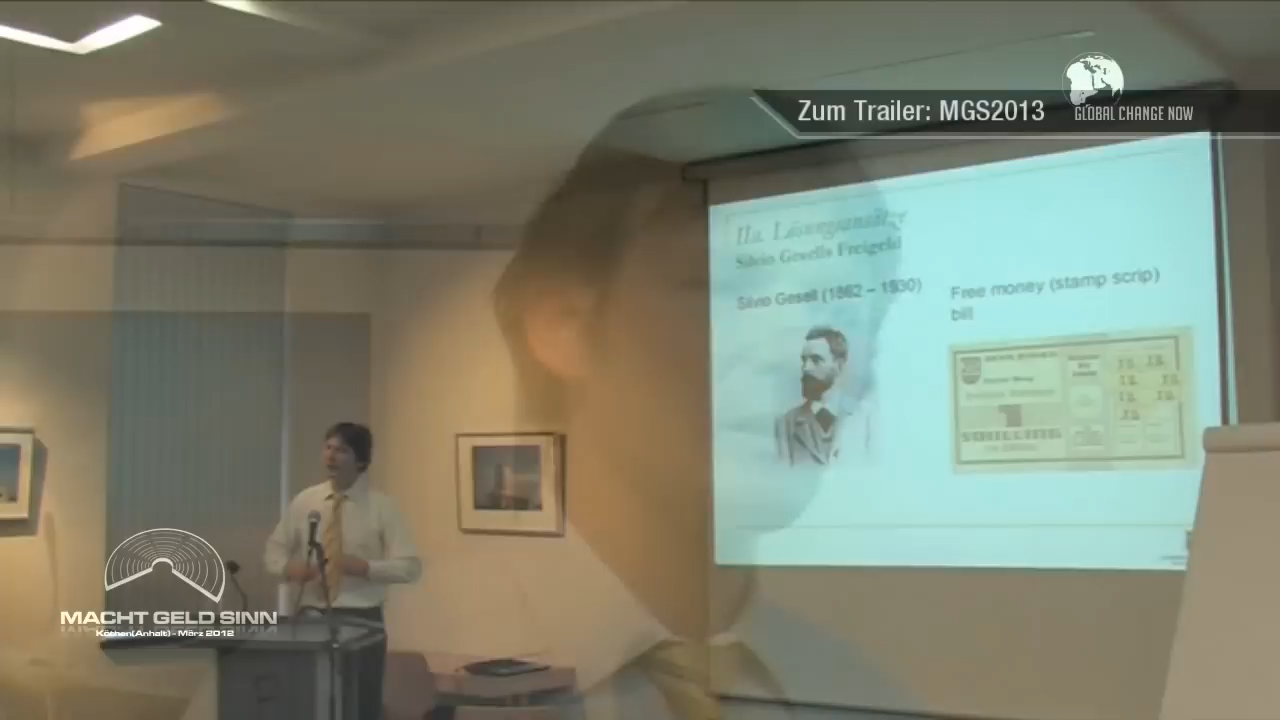 Zum Trailer: MGS2013
GLOBAL CHANGE NOW
IIa. Lösungsansätze
Silvio Gesells Freigeld
Silvio Gesell (1862 – 1930)
Free money (stamp scrip)
bill
SCHILLING
MACHT GELD SINN
Köthen(Anhalt) - März 2012